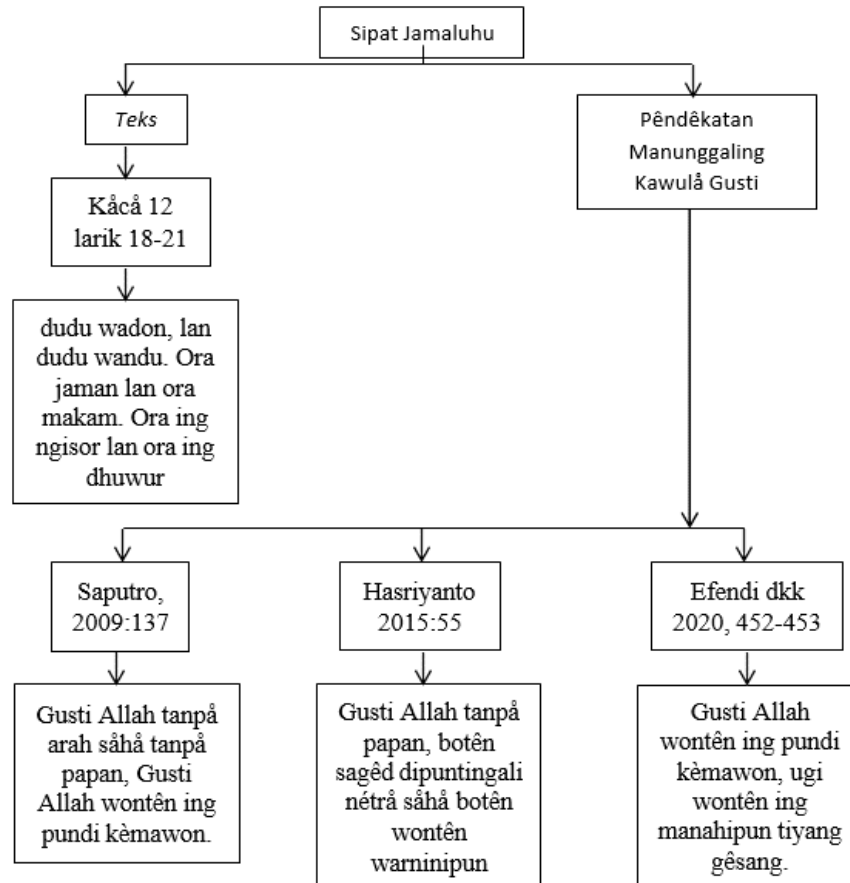 Sipat Jamaluhu
Teks
Pêndêkatan
Manunggaling
Kawulå Gusti
Kåcå 12
larik 18-21
dudu wadon, lan
dudu wandu. Ora
jaman lan ora
makam. Ora ing
ngisor lan ora ing
dhuwur
Saputro,
2009:137
Hasriyanto
2015:55
Efendi dkk
2020, 452-453
Gusti Allah tanpå
arah såhå tanpå
papan, Gusti
Allah wontên ing
pundi kèmawon.
Gusti Allah tanpå
papan, botên
sagêd dipuntingali
nétrå såhå botên
wontên
warninipun
Gusti Allah
wontên ing pundi
kèmawon, ugi
wontên ing
manahipun tiyang
gêsang.